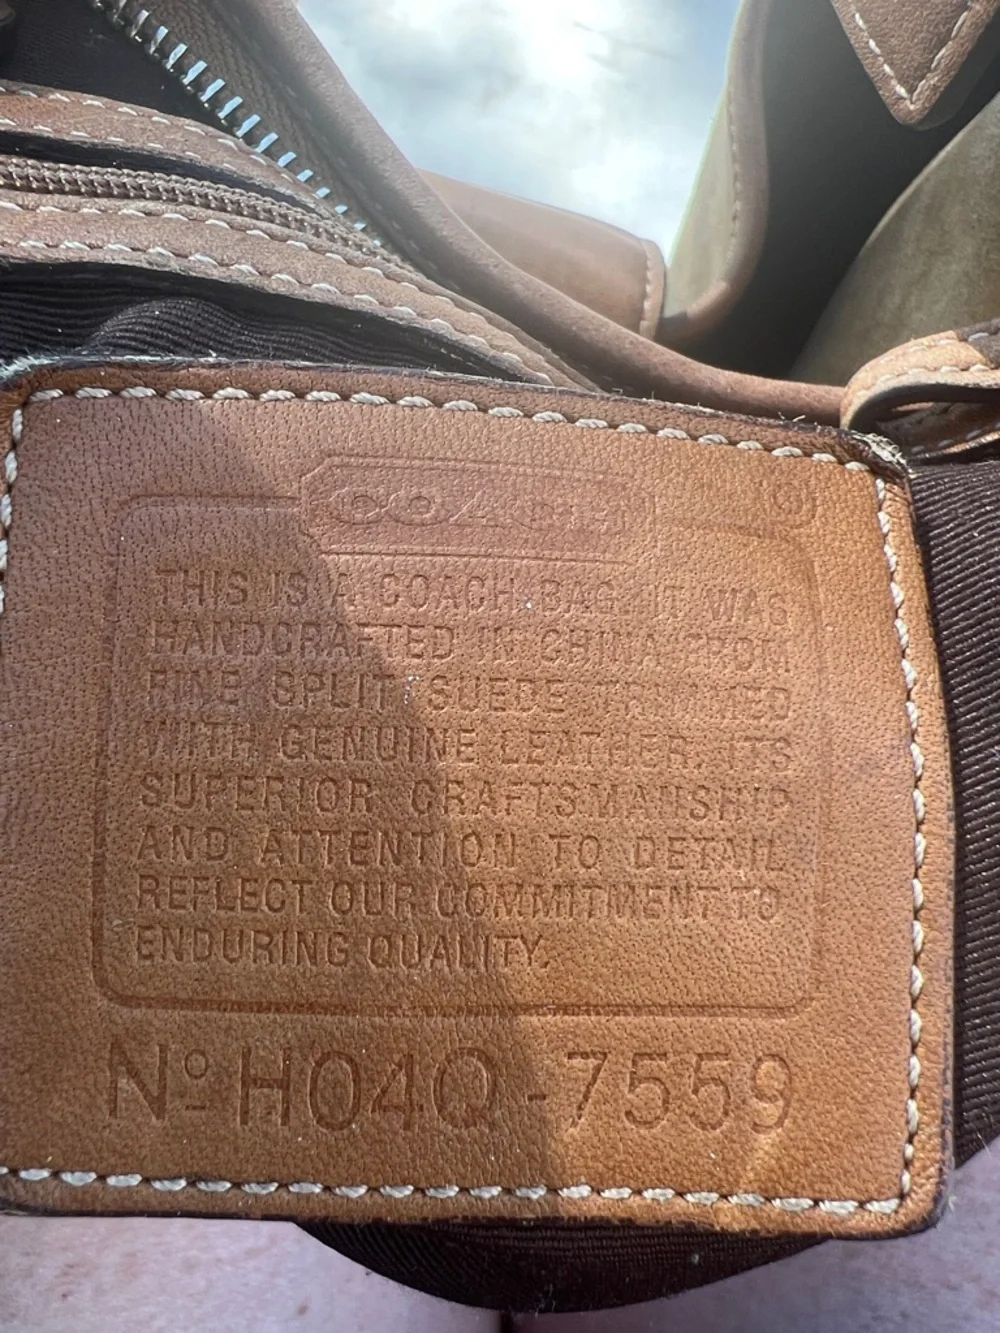 COACH
®
THIS IS A COACH BAG. IT WAS
HANDCRAFTED IN CHINA FROM
FINE SPLIT SUEDE TRIMMED
WITH GENUINE LEATHER. ITS
SUPERIOR CRAFTSMANSHIP
AND ATTENTION TO DETAIL
REFLECT OUR COMMITMENT TO
ENDURING QUALITY.
Nº H04Q-7559